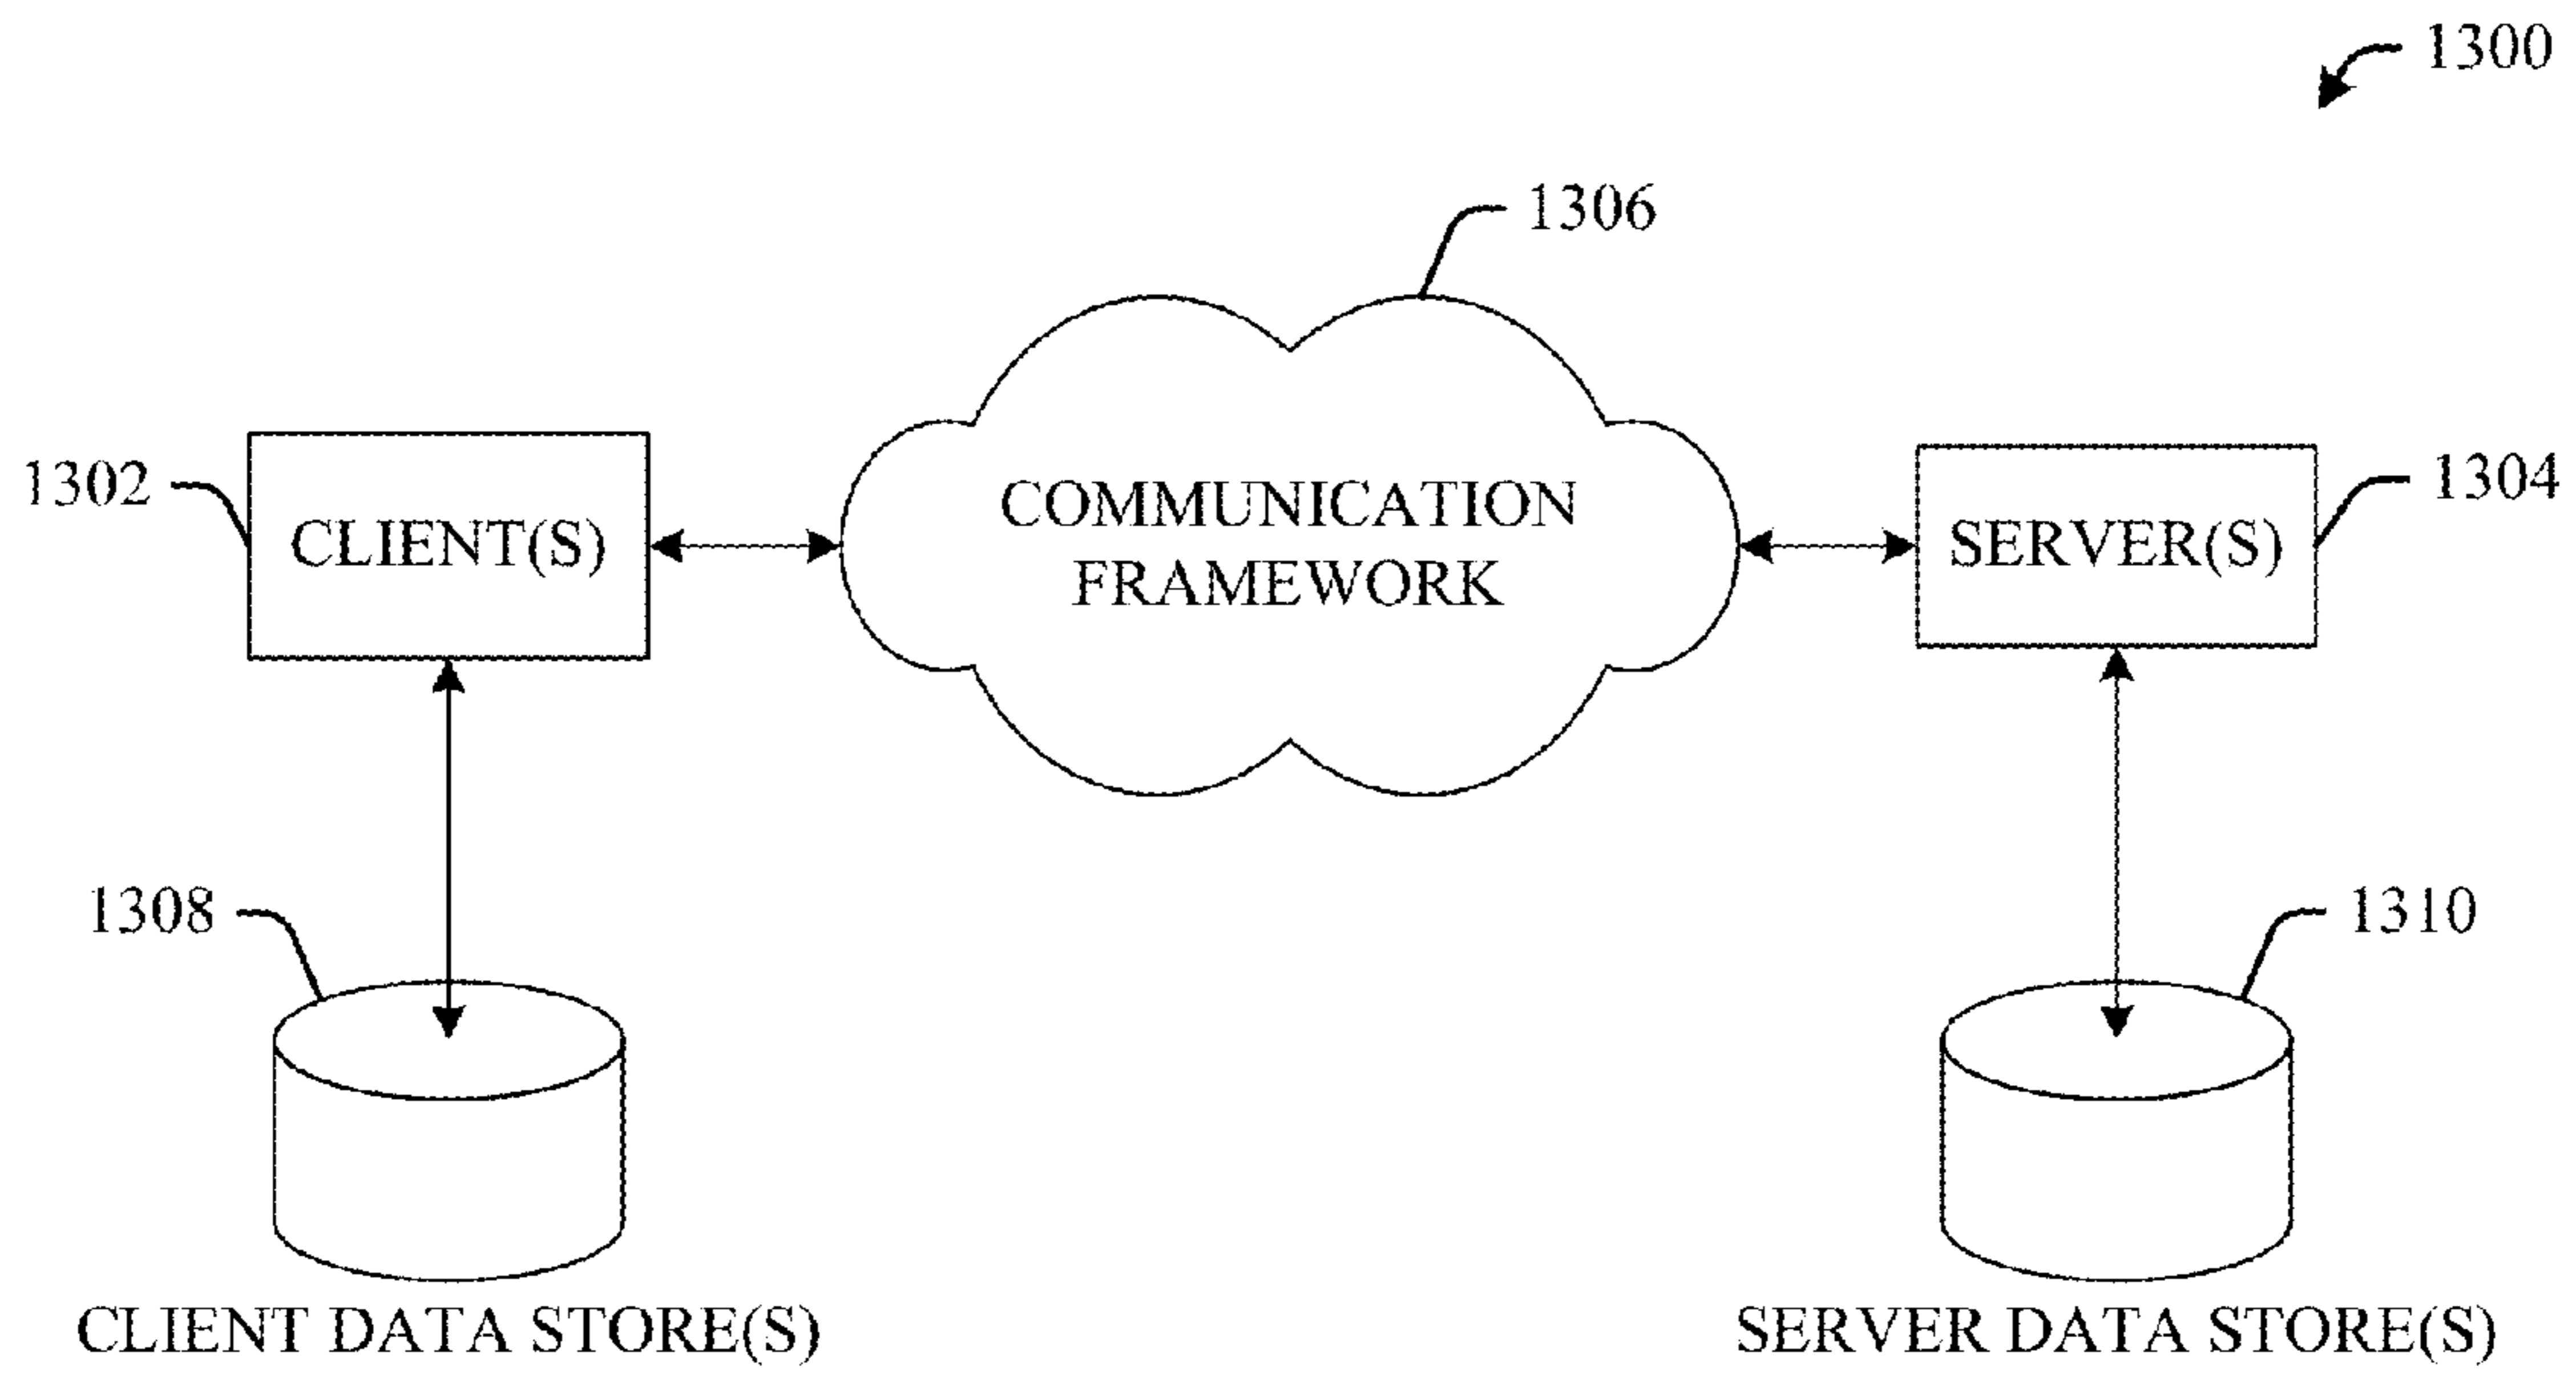 1300
1306
1302
CLIENT(S)
COMMUNICATION
FRAMEWORK
SERVER(S)
1304
1308
1310
CLIENT DATA STORE(S)
SERVER DATA STORE(S)